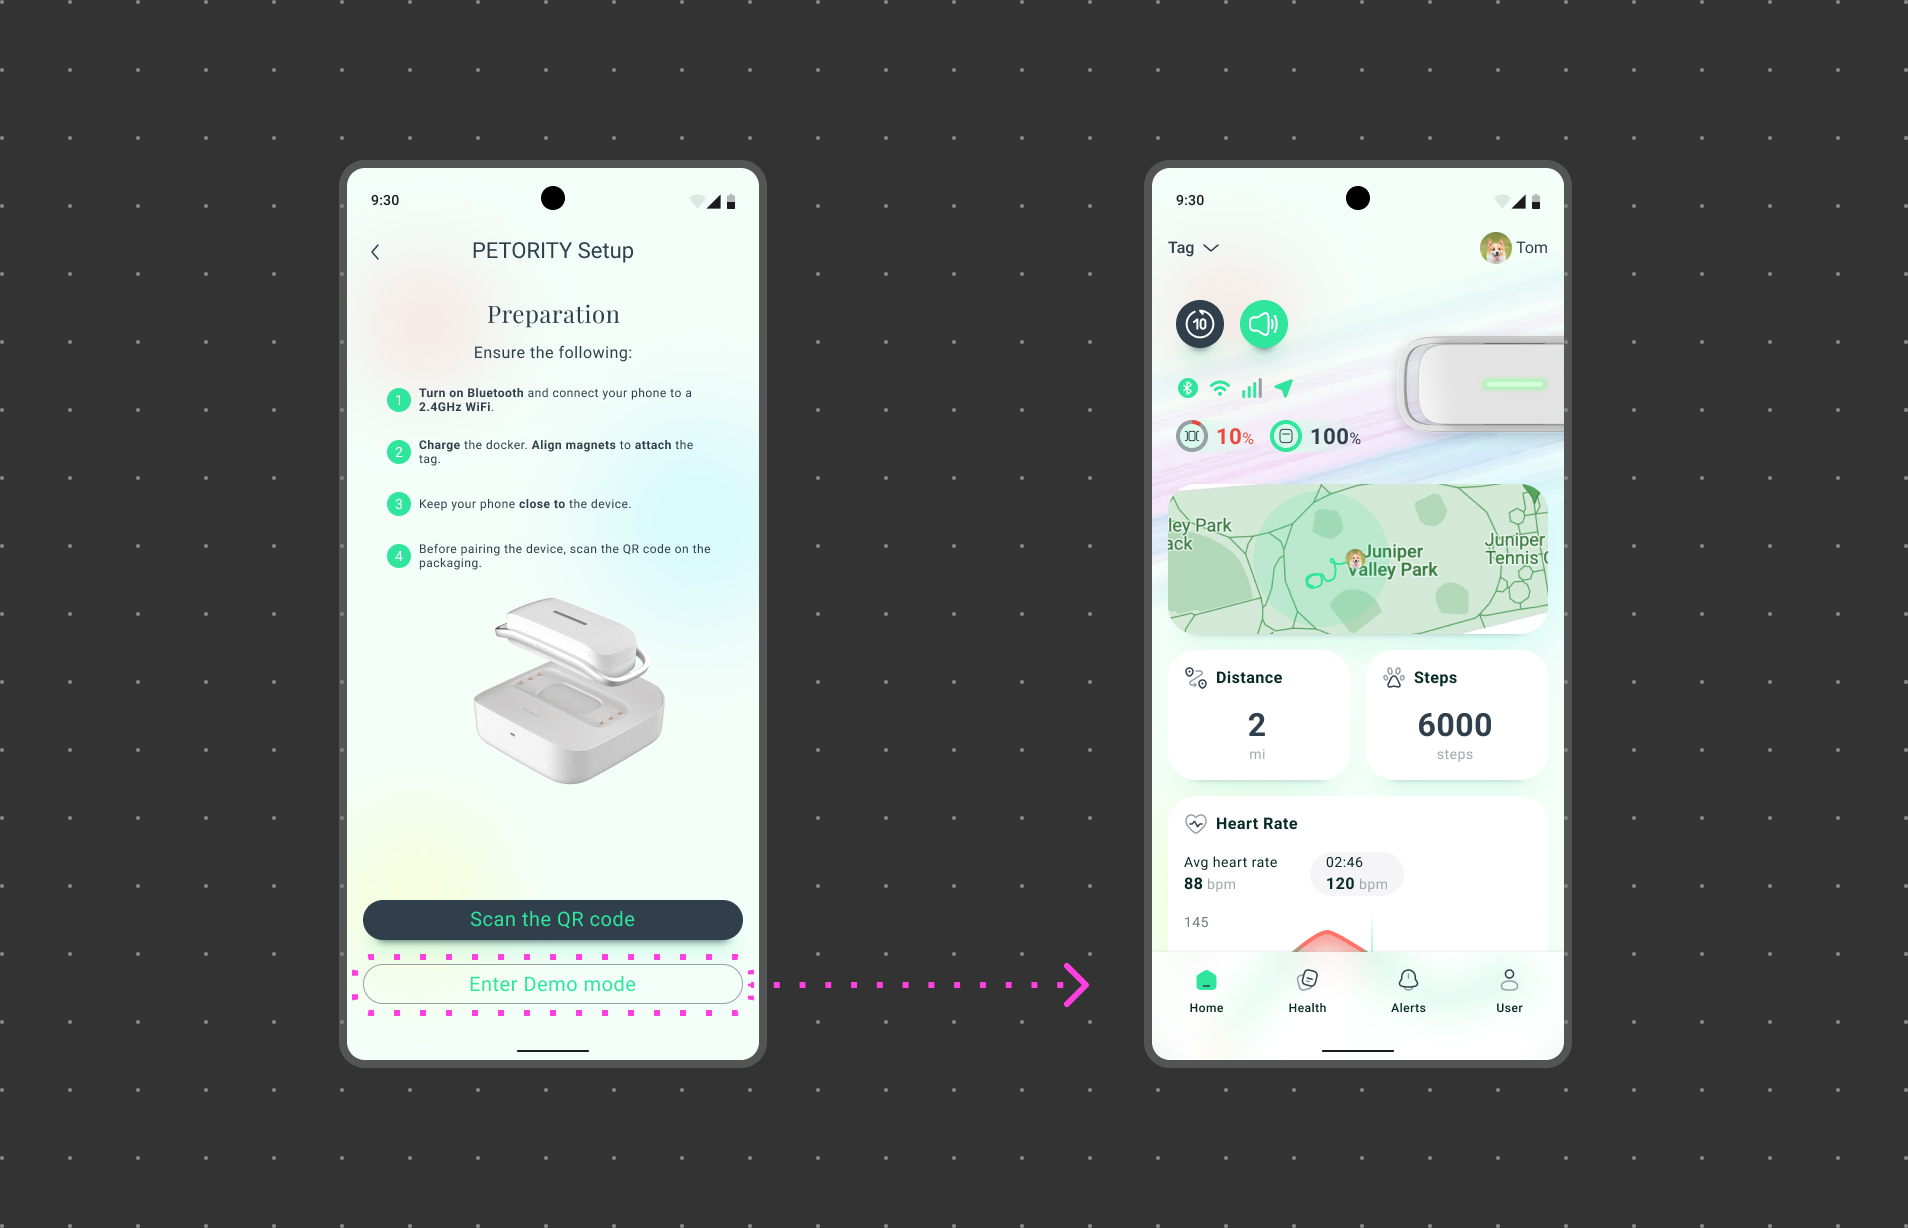 9:30
PETORITY Setup
Preparation
Ensure the following:
1 Turn on Bluetooth and connect your phone to a
2.4GHz WiFi.
2 Charge the docker. Align magnets to attach the
tag.
3 Keep your phone close to the device.
4 Before pairing the device, scan the QR code on the
packaging.
Scan the QR code
Enter Demo mode
9:30
Tag
Tom
10
10%
100%
ley Park
ack
Juniper
Valley Park
Juniper
Tennis C
Distance
2
mi
Steps
6000
steps
Heart Rate
Avg heart rate
88 bpm
02:46
120 bpm
145
Home
Health
Alerts
User